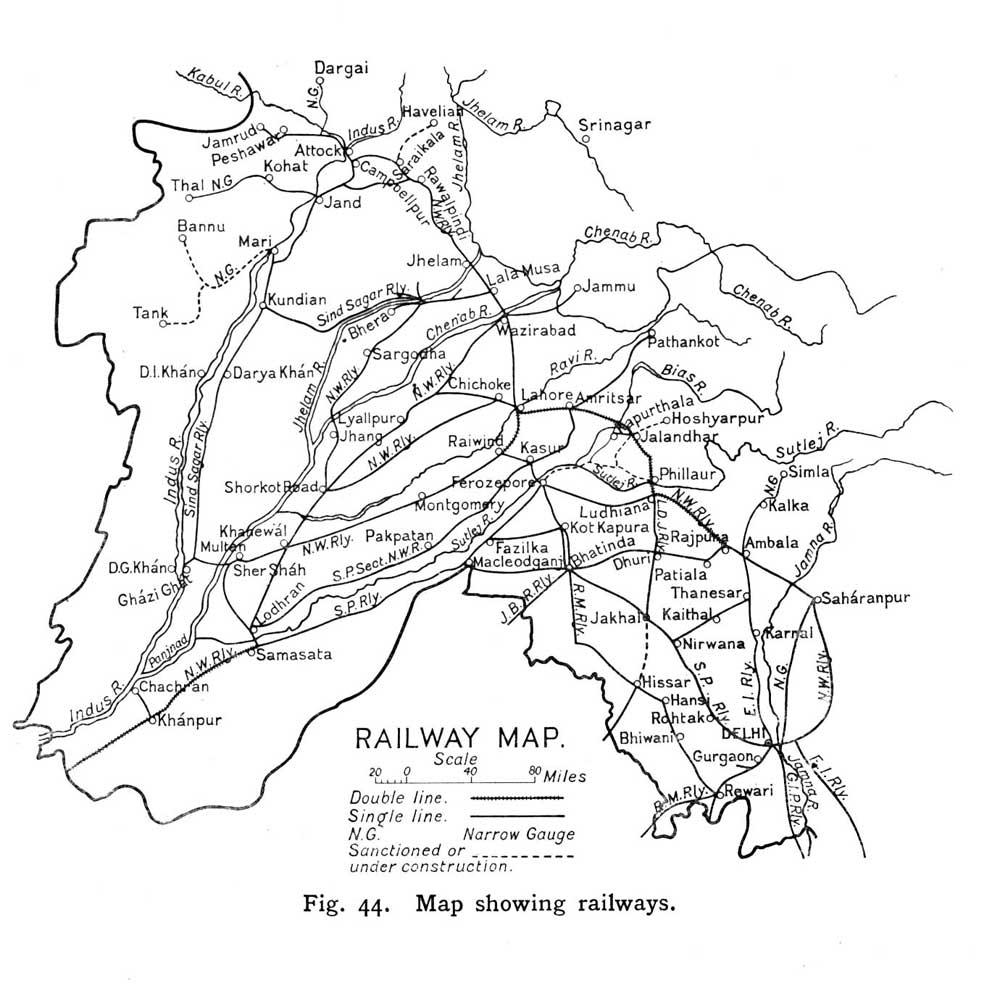 Kabul R.
Dargai
N.G.
Jamrud
Peshawar
Attock
Indus R.
Havelian
Jhelam R.
Jhelam R.
Srinagar
Saraikala
Campbellpur
Rawalpindi
N.W.Rly.
Kohat
Thal N.G
Jand
Bannu
Mari
N.G.
Tank
Kundian
Sind Sagar Rly.
Jhelam
Lala Musa
Chenab R.
Jammu
Chenab R.
Bhera
Chenab R.
Wazirabad
Pathankot
Sargodha
D.I.Kháno
Darya Khán
Jhelam R.
N.W.Rly.
N.W.Rly.
Chichoke
Ravi R.
Bias R.
Lahore
Amritsar
Kapurthala
Hoshyarpur
Jalandhar
Lyallpur
Jhang
N.W.Rly.
Raiwind
Kasur
Sutlej R.
Indus R.
Sind Sagar Rly.
Shorkot Road
Ferozepore
Sutlej R.
Phillaur
Simla
N.G
Kalka
Montgomery
Ludhiana
N.W.Rly.
L.D.J.Rly.
Khanewál
Multan
N.W.Rly.
Pakpatan
Sutlej R.
Kot Kapura
Rajpura
Ambala
Jamna R.
D.G.Kháno
Gházi Ghát
Sher Sháh
S.P.Sect.N.W.R.
Fazilka
Macleodganj
Bhatinda
Dhuri
Patiala
Thanesar
Saháranpur
Lodhran
S.P.Rly.
J.B.R.Rly.
R.M.Rly.
Jakhal
Kaithal
Karnal
Panjnad
N.W.Rly.
Samasata
Nirwana
S.P. Rly.
E.I. Rly.
N.G.
N.W.Rly.
Indus R.
Chachran
Khánpur
Hissar
Hansi
Rohtak
Bhiwani
DELHI
Gurgaon
Jamna R.
G.I.P.Rly.
E.I.Rly.
R.M.Rly.
Rewari
RAILWAY MAP.
Scale
20 0 40 80 Miles
Double line.
Single line.
N.G. Narrow Gauge
Sanctioned or
under construction.
Fig. 44. Map showing railways.